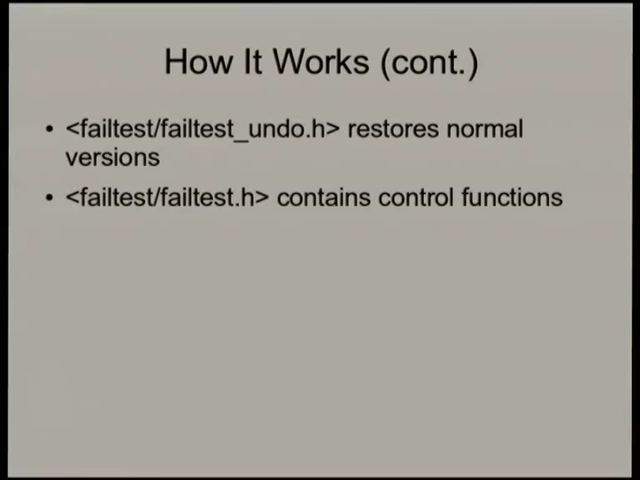 How It Works (cont.)
• <failtest/failtest_undo.h> restores normal
versions
• <failtest/failtest.h> contains control functions